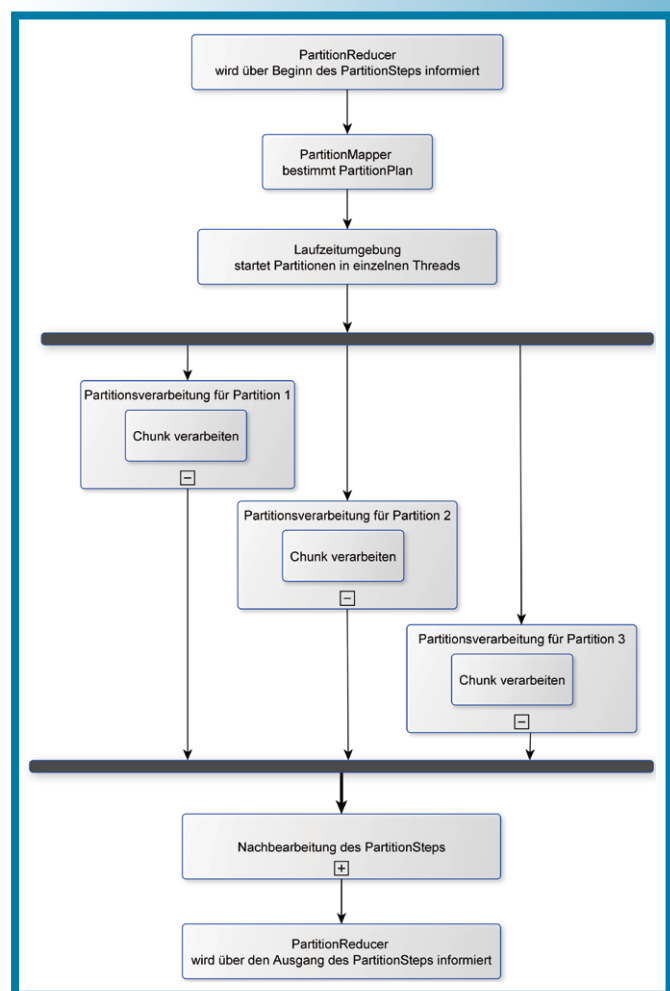 PartitionReducer
wird über Beginn des PartitionSteps informiert
PartitionMapper
bestimmt PartitionPlan
Laufzeitumgebung
startet Partitionen in einzelnen Threads
Partitionsverarbeitung für Partition 1
Chunk verarbeiten
Partitionsverarbeitung für Partition 2
Chunk verarbeiten
Partitionsverarbeitung für Partition 3
Chunk verarbeiten
Nachbearbeitung des PartitionSteps
PartitionReducer
wird über den Ausgang des PartitionSteps informiert